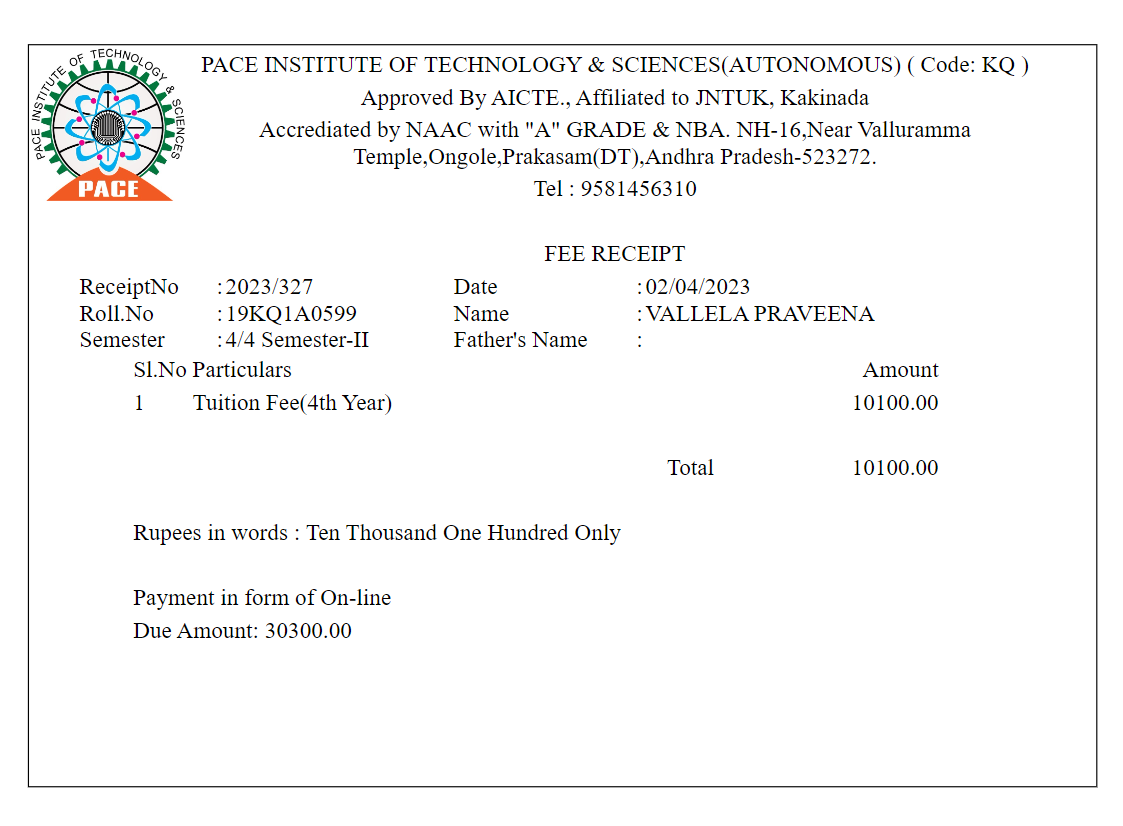 PACE INSTITUTE OF TECHNOLOGY & SCIENCES
PACE
PACE INSTITUTE OF TECHNOLOGY & SCIENCES(AUTONOMOUS) ( Code: KQ )
Approved By AICTE., Affiliated to JNTUK, Kakinada
Accrediated by NAAC with "A" GRADE & NBA. NH-16,Near Valluramma
Temple,Ongole,Prakasam(DT),Andhra Pradesh-523272.
Tel : 9581456310
FEE RECEIPT
ReceiptNo :2023/327 Date :02/04/2023
Roll.No :19KQ1A0599 Name :VALLELA PRAVEENA
Semester :4/4 Semester-II Father's Name :
Sl.No Particulars Amount
1 Tuition Fee(4th Year) 10100.00
Total 10100.00
Rupees in words : Ten Thousand One Hundred Only
Payment in form of On-line
Due Amount: 30300.00